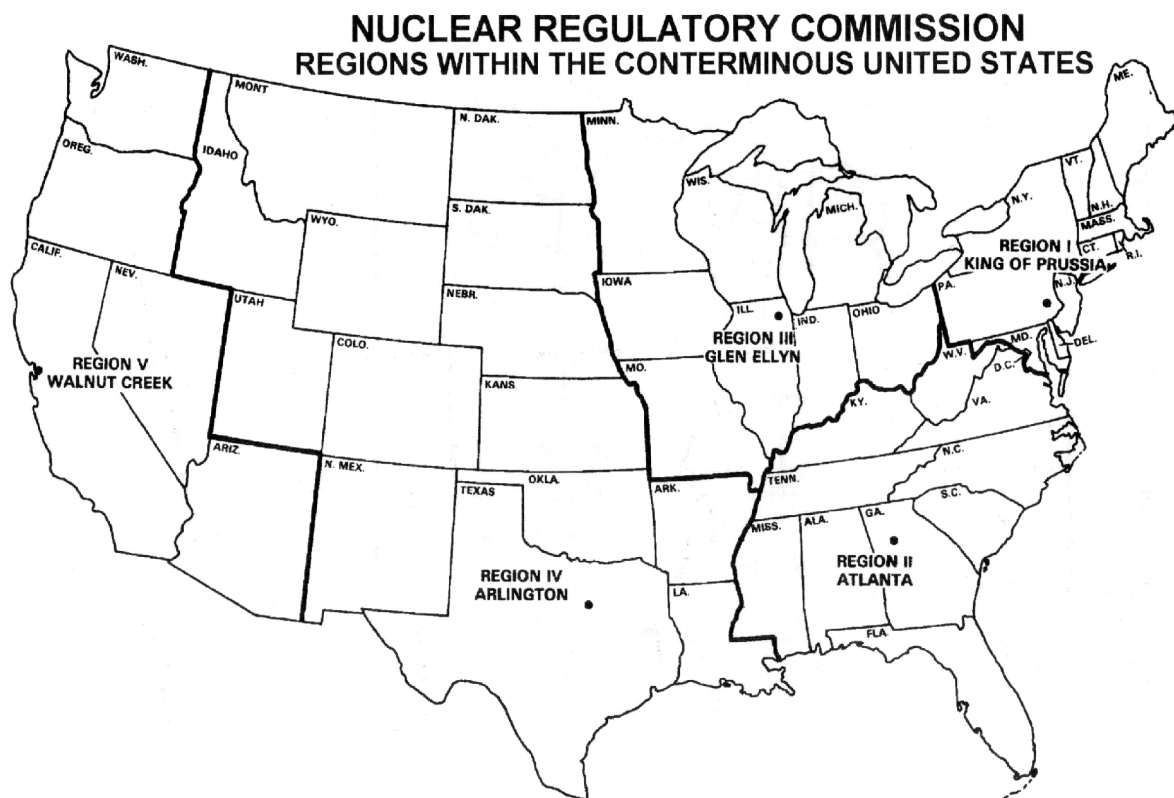 NUCLEAR REGULATORY COMMISSION
REGIONS WITHIN THE CONTERMINOUS UNITED STATES
WASH.
MONT
N. DAK.
MINN.
ME.
OREG.
IDAHO
WIS.
VT.
N.Y.
N.H.
S. DAK.
WYO.
MICH.
MASS.
CALIF.
NEV.
REGION I
KING OF PRUSSIA
CT.
R.I.
IOWA
PA.
N.J.
UTAH
NEBR.
ILL.
IND.
OHIO
COLO.
REGION III
GLEN ELLYN
MD.
DEL.
W.V.
D.C.
REGION V
WALNUT CREEK
MO.
KANS
KY.
VA.
ARIZ.
N. MEX.
OKLA.
TEXAS
ARK.
TENN.
N.C.
S.C.
MISS.
ALA.
GA.
REGION II
ATLANTA
REGION IV
ARLINGTON
LA.
FLA.